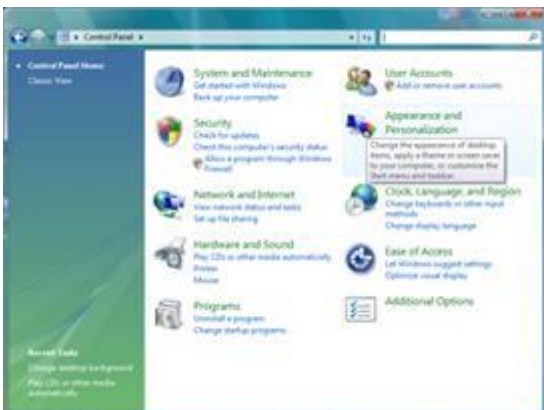 Control Panel
Control Panel Home
Classic View
System and Maintenance
Get started with Windows
Back up your computer
Security
Check for updates
Check this computer's security status
Allow a program through Windows
Firewall
Network and Internet
View network status and tasks
Set up file sharing
Hardware and Sound
Play CDs or other media automatically
Printer
Mouse
Programs
Uninstall a program
Change startup programs
User Accounts
Add or remove user accounts
Appearance and
Personalization
Change the appearance of desktop
items, apply a theme or screen saver
to your computer, or customize the
Start menu and taskbar.
Clock, Language, and Region
Change keyboards or other input
methods
Change display language
Ease of Access
Let Windows suggest settings
Optimize visual display
Additional Options
Recent Tasks
Change desktop background
Play CDs or other media
automatically